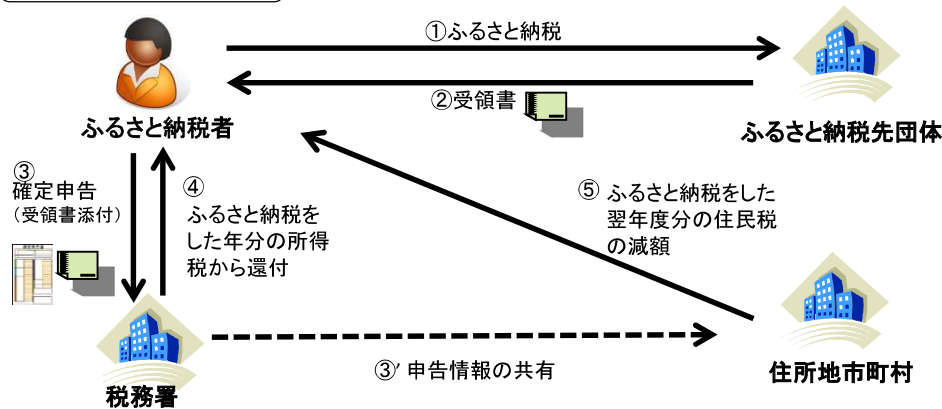 ①ふるさと納税
②受領書
ふるさと納税者
ふるさと納税先団体
③
確定申告
（受領書添付）
④
ふるさと納税を
した年分の所得
税から還付
⑤ ふるさと納税をした
翌年度分の住民税
の減額
税務署
③’ 申告情報の共有
住所地市町村